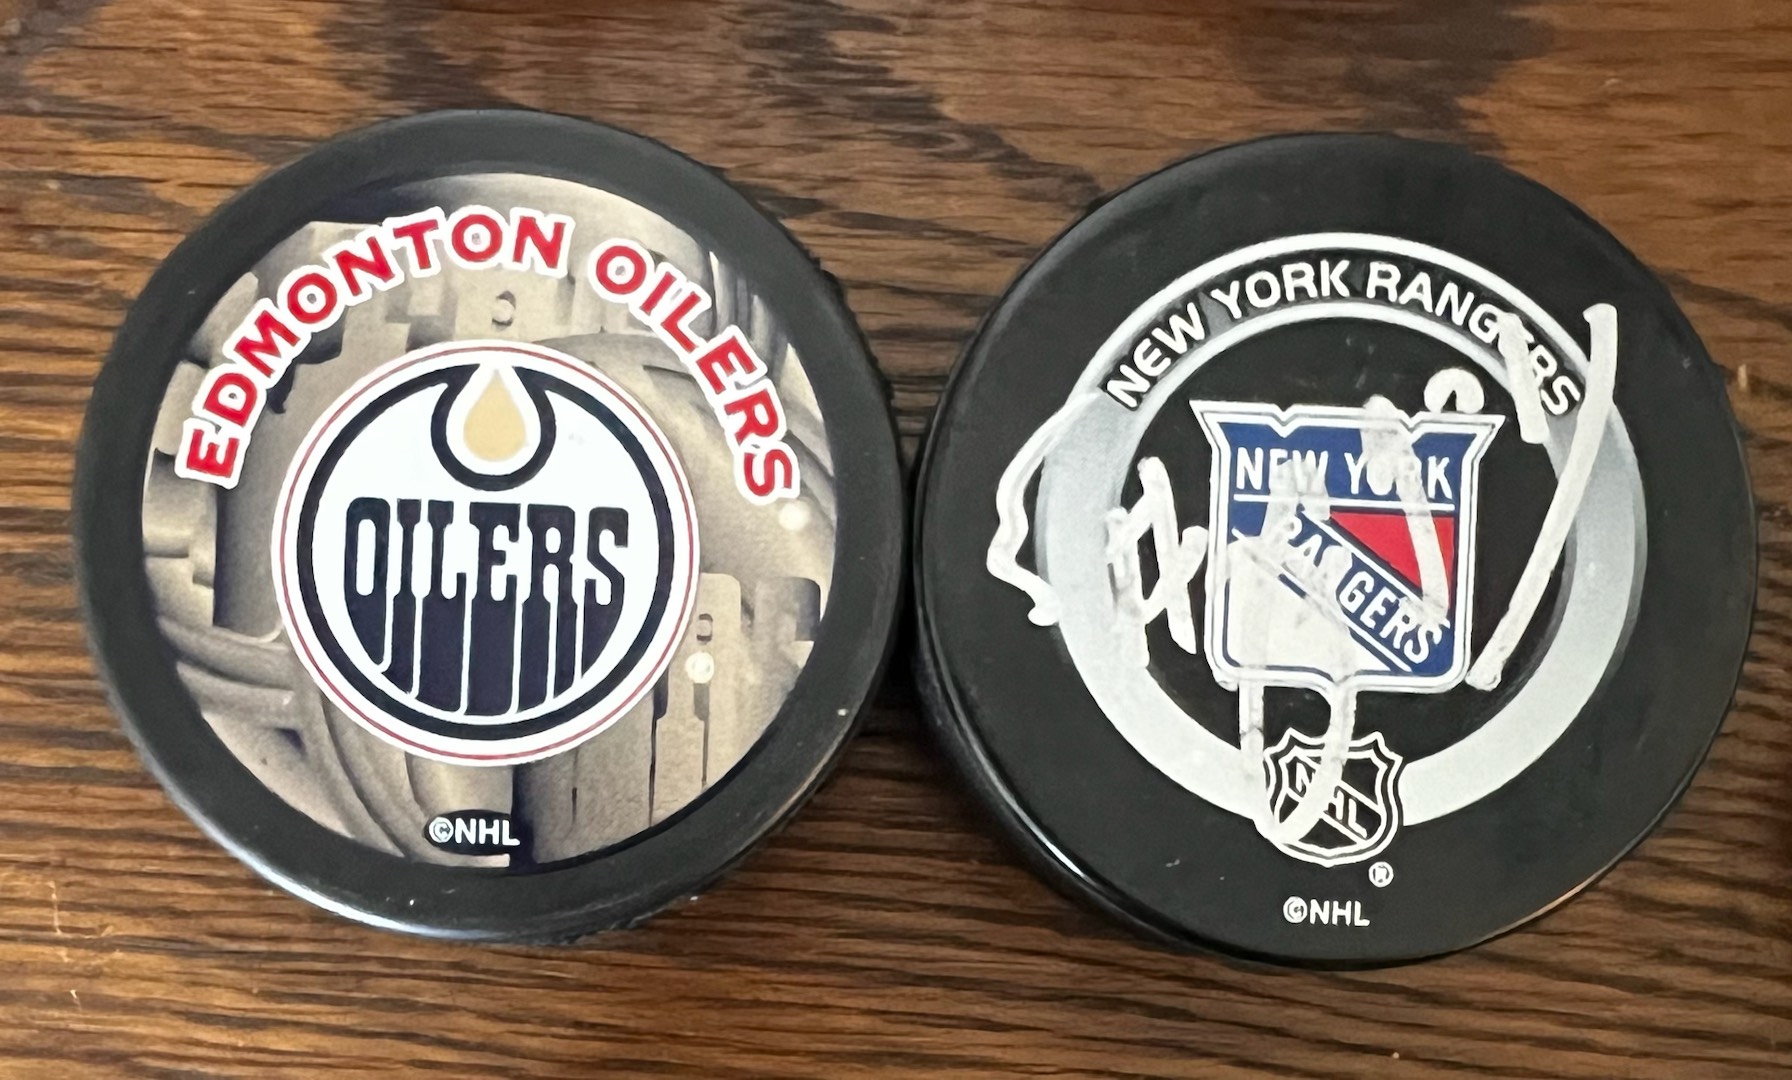 EDMONTON OILERS
OILERS
©NHL
NEW YORK RANGERS
NEW YORK
RANGERS
NHL
®
©NHL